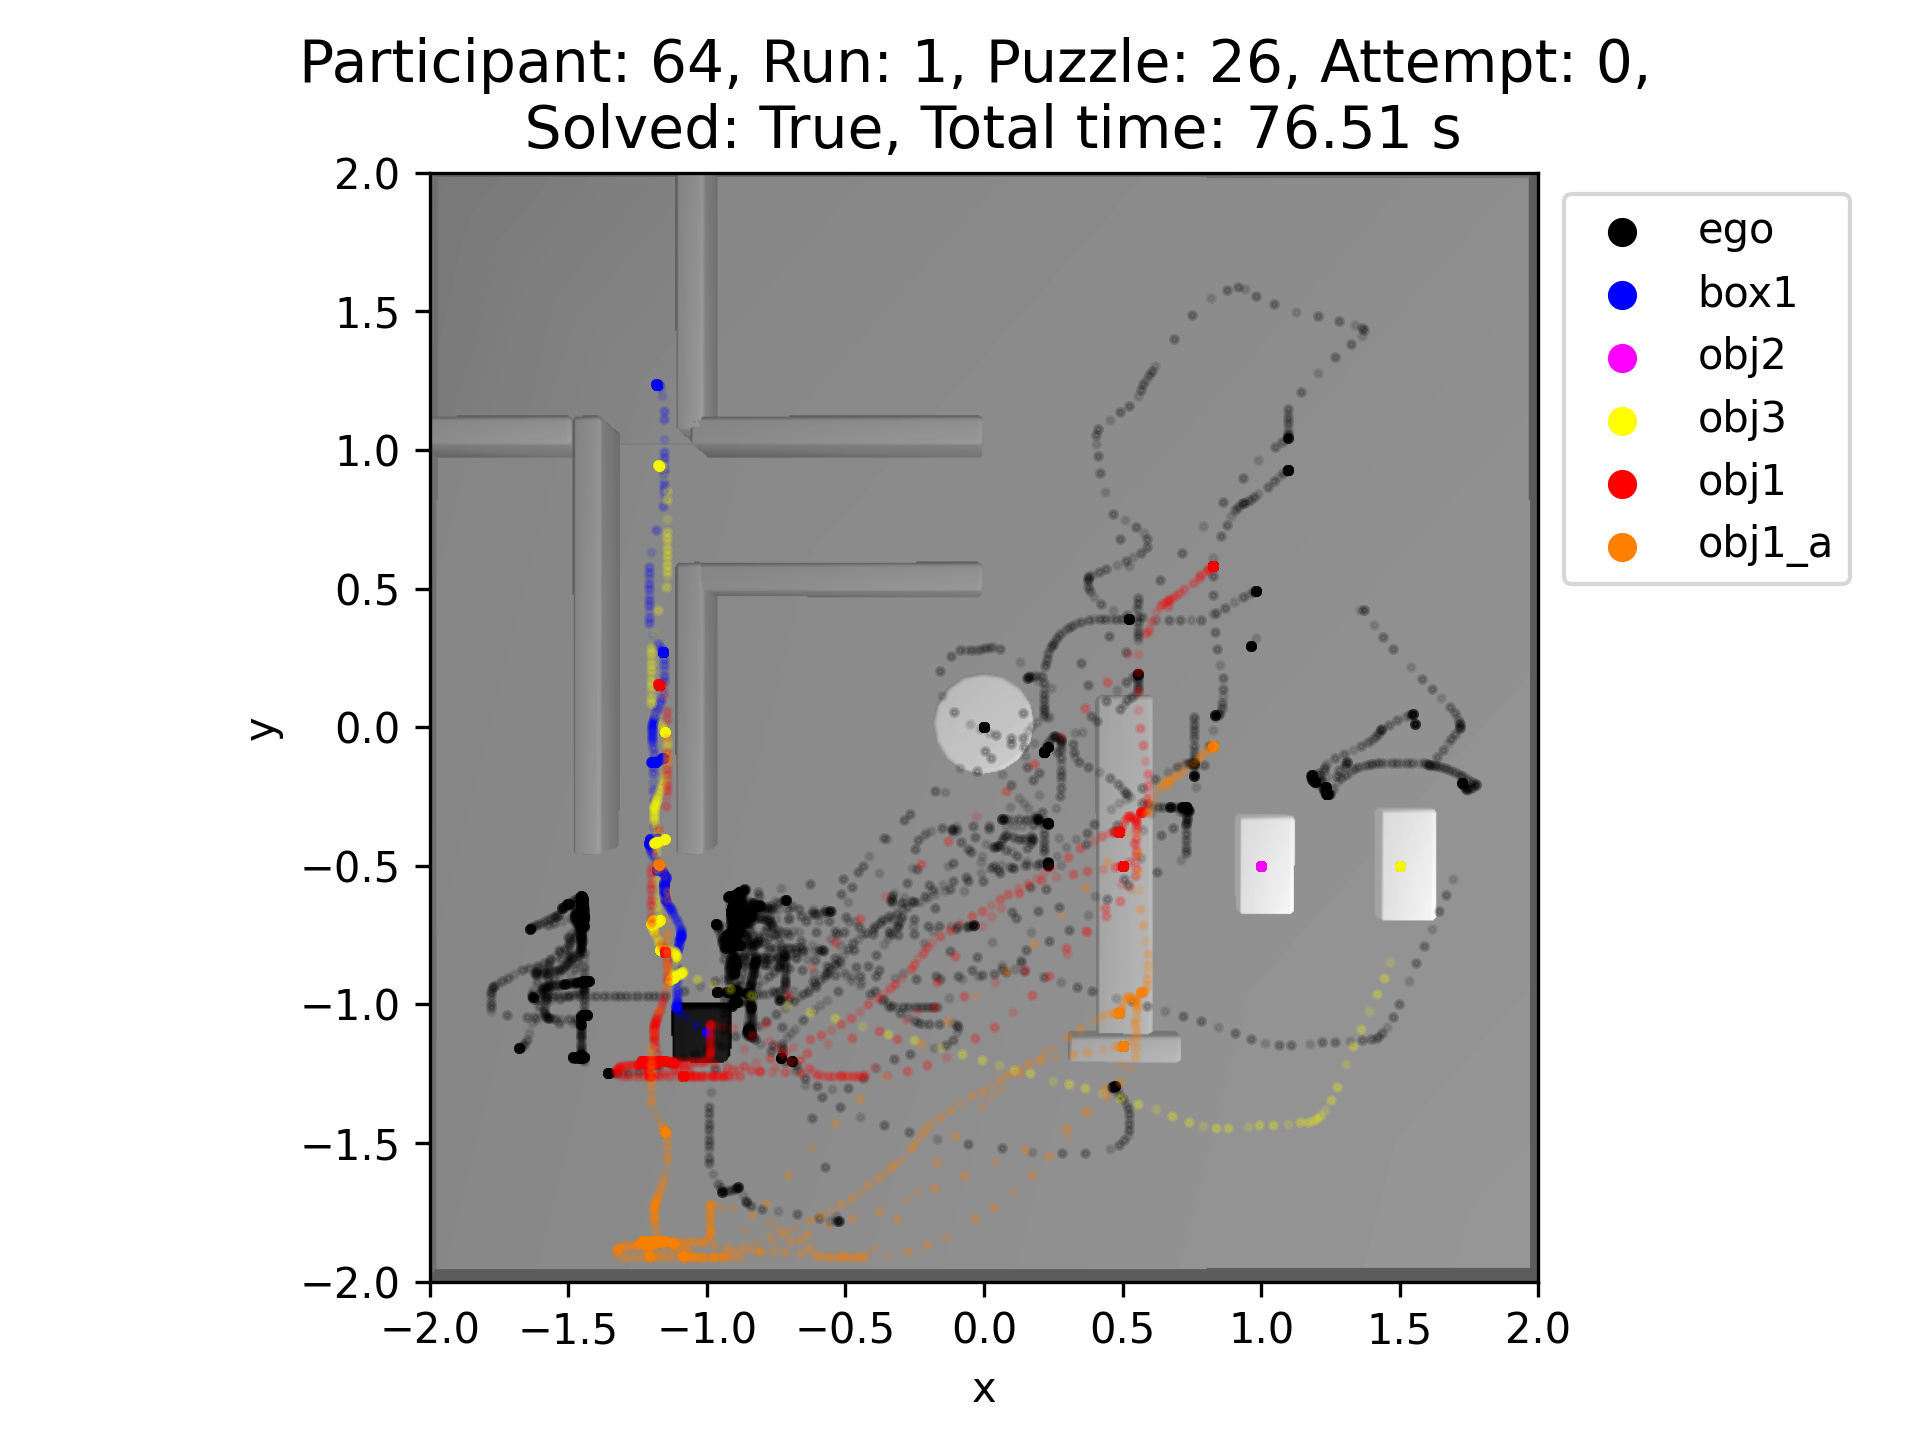 Participant: 64, Run: 1, Puzzle: 26, Attempt: 0,
Solved: True, Total time: 76.51 s
2.0
1.5
1.0
0.5
0.0
−0.5
−1.0
−1.5
−2.0
y
−2.0 −1.5 −1.0 −0.5 0.0 0.5 1.0 1.5 2.0
x
ego
box1
obj2
obj3
obj1
obj1_a